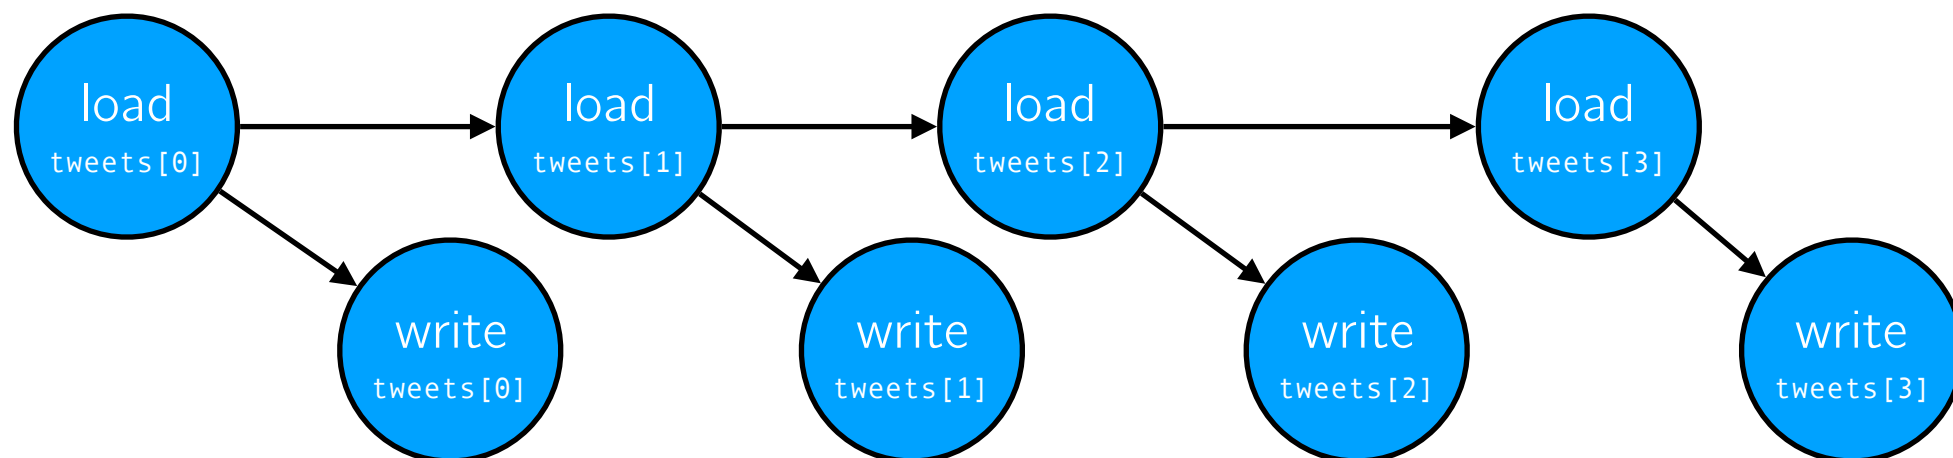 load
tweets[0]
load
tweets[1]
load
tweets[2]
load
tweets[3]
write
tweets[0]
write
tweets[1]
write
tweets[2]
write
tweets[3]